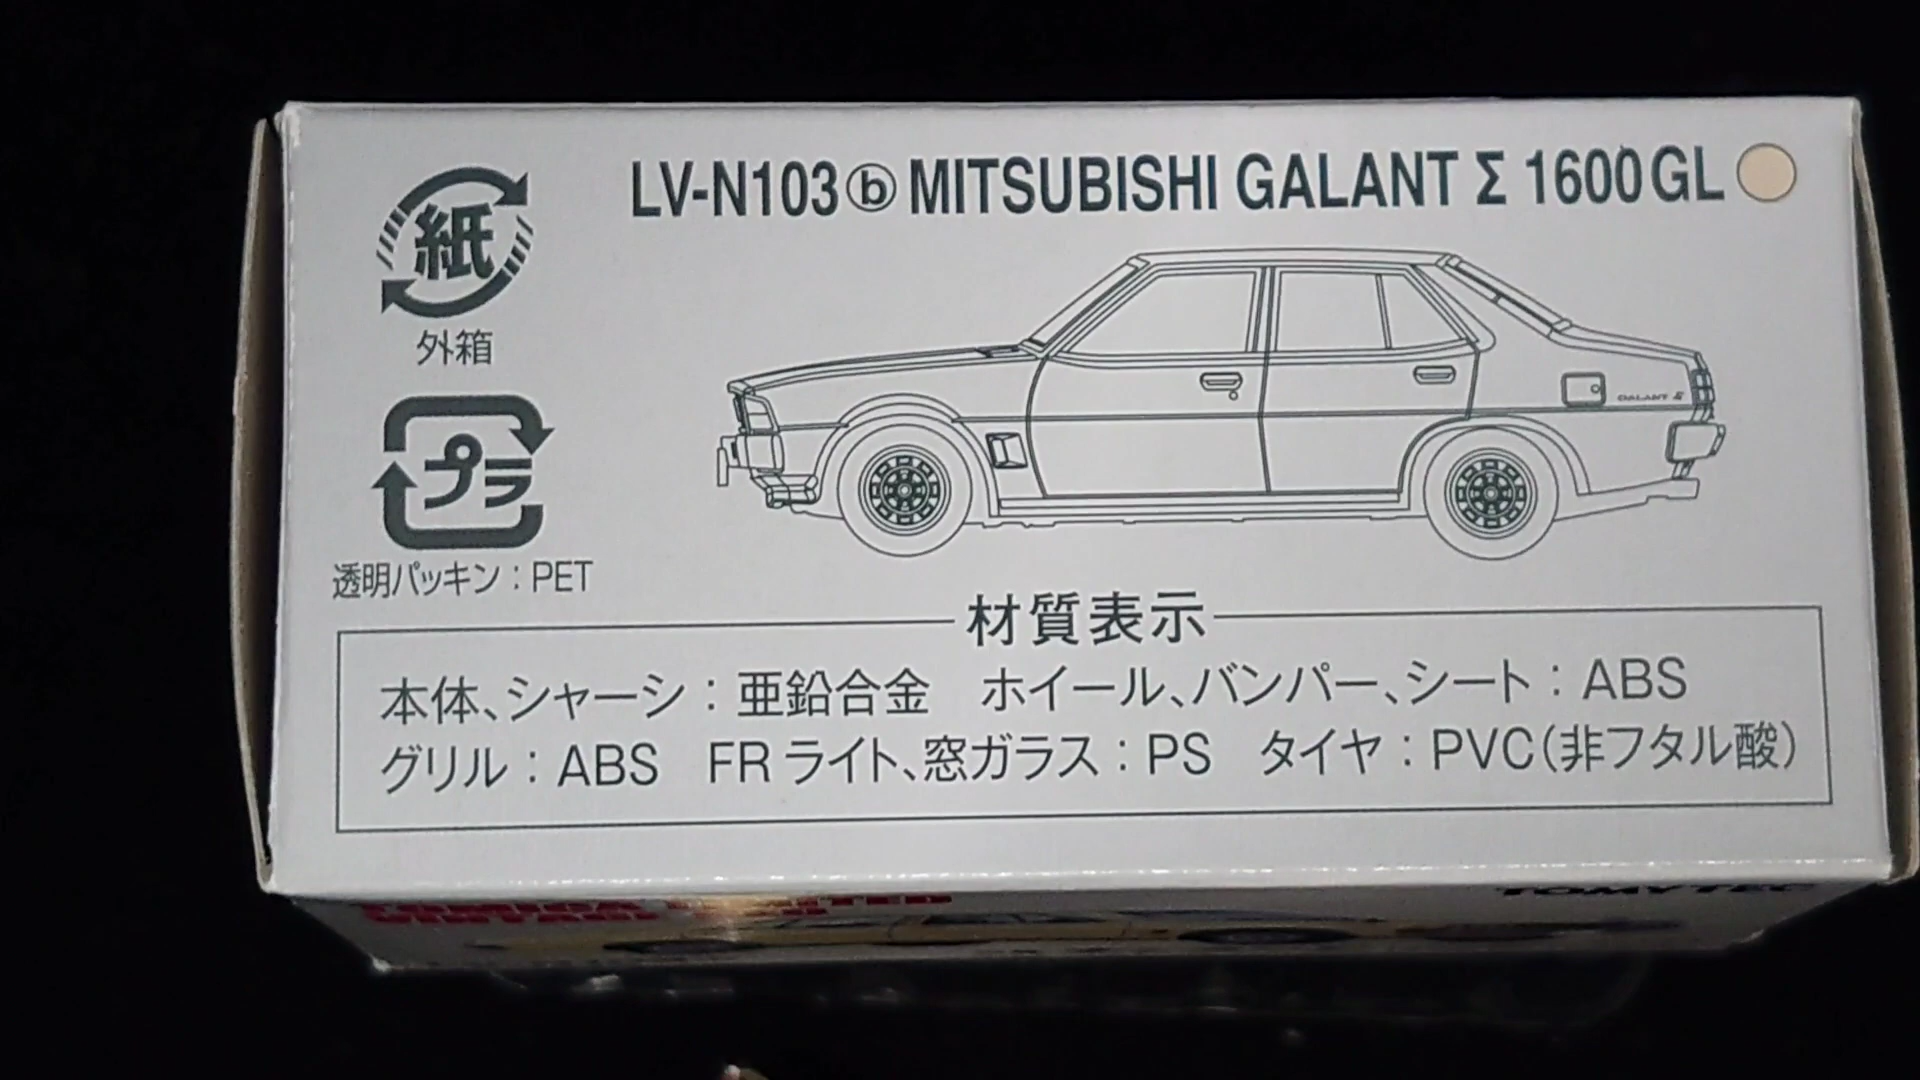 LV-N103ⓑ MITSUBISHI GALANT Σ 1600GL
紙
外箱
GALANT Σ
プラ
透明パッキン：PET
材質表示
本体、シャーシ：亜鉛合金　ホイール、バンパー、シート：ABS
グリル：ABS　FRライト、窓ガラス：PS　タイヤ：PVC（非フタル酸）
TOMYTEC